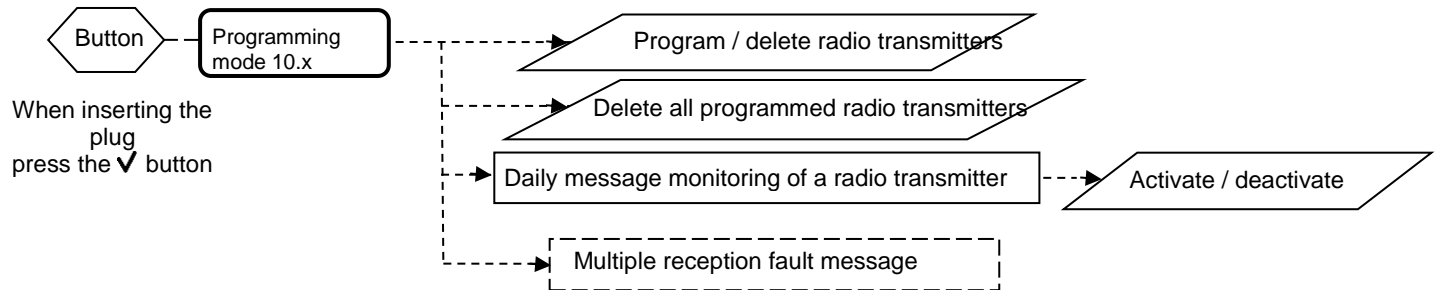 Button
Programming
mode 10.x
When inserting the
plug
press the ✓ button
Program / delete radio transmitters
Delete all programmed radio transmitters
Daily message monitoring of a radio transmitter
Activate / deactivate
Multiple reception fault message